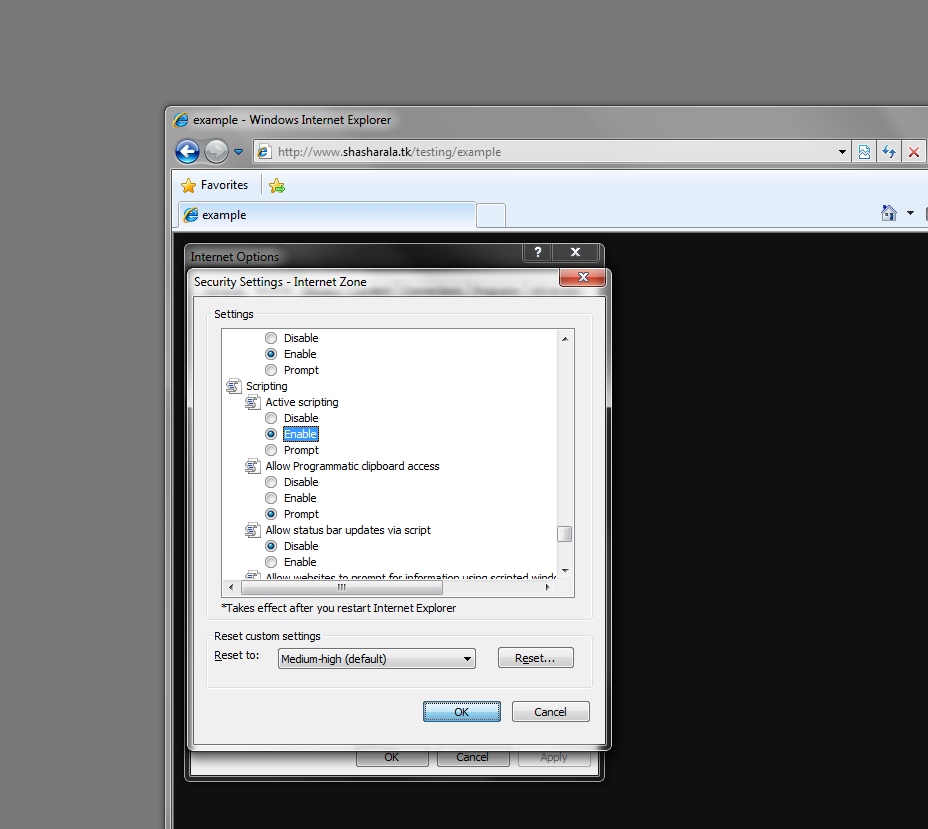 example - Windows Internet Explorer
http://www.shasharala.tk/testing/example
Favorites
example
Internet Options
?
Security Settings - Internet Zone
Settings
Disable
Enable
Prompt
Scripting
Active scripting
Disable
Enable
Prompt
Allow Programmatic clipboard access
Disable
Enable
Prompt
Allow status bar updates via script
Disable
Enable
Allow websites to prompt for information using scripted
*Takes effect after you restart Internet Explorer
Reset custom settings
Reset to: Medium-high (default) Reset...
OK Cancel
OK Cancel Apply